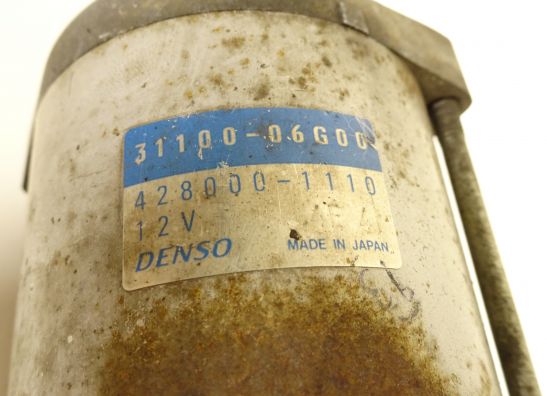 31100-06G00
428000-1110
12V
DENSO MADE IN JAPAN